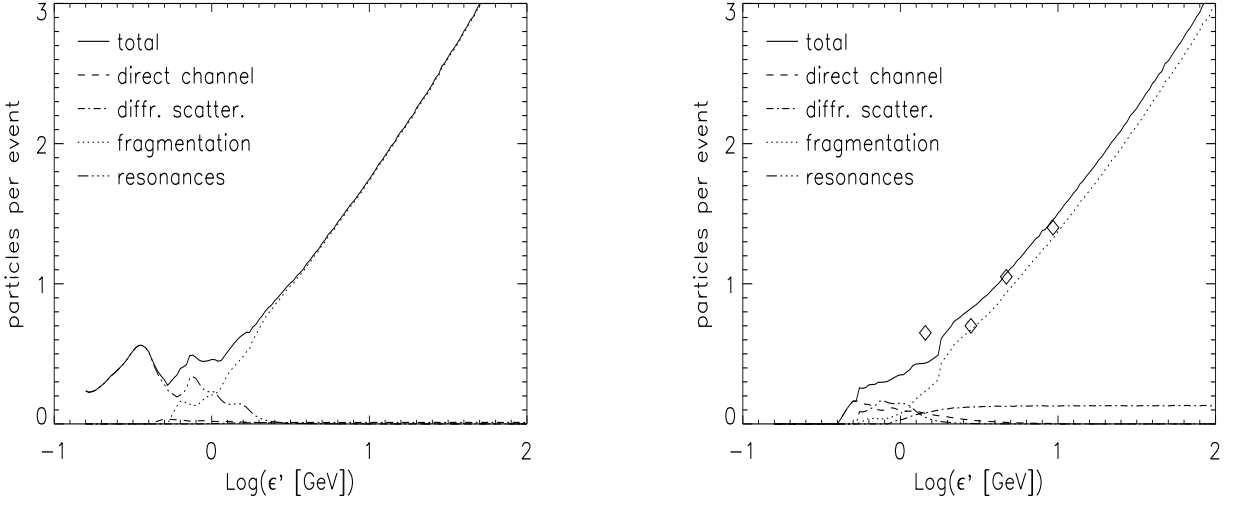 3
total
direct channel
diffr. scatter.
fragmentation
resonances
2
1
0
particles per event
−1 0 1 2
Log(ϵ' [GeV])
3
total
direct channel
diffr. scatter.
fragmentation
resonances
2
1
0
particles per event
−1 0 1 2
Log(ϵ' [GeV])